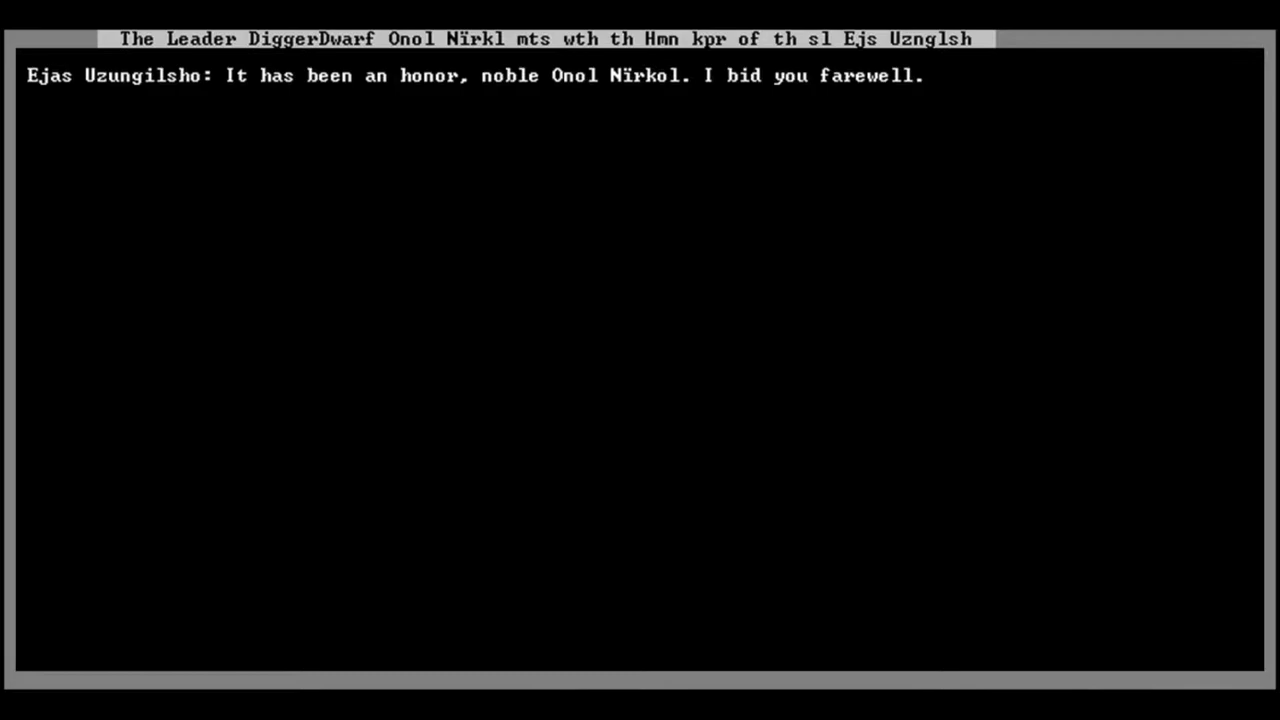 The Leader DiggerDwarf Onol Nïrkl mts wth th Hmn kpr of th sl Ejs Uznglsh
Ejas Uzungilsho: It has been an honor, noble Onol Nïrkol. I bid you farewell.